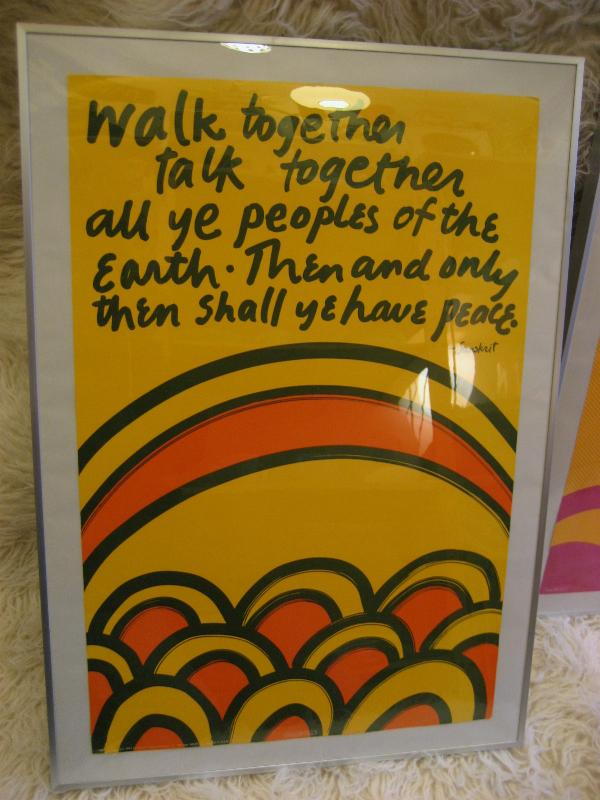 walk together
talk together
all ye peoples of the
Earth. Then and only
then shall ye have peace.